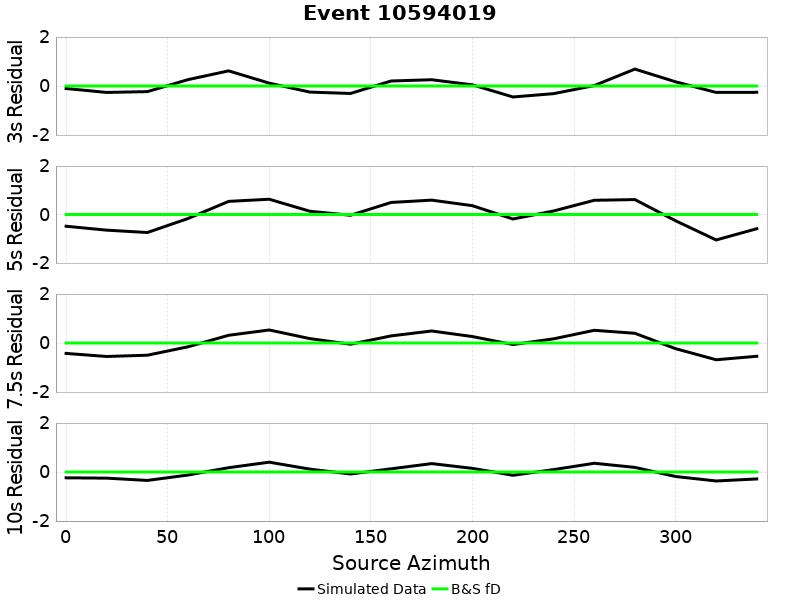 Event 10594019
3s Residual
2
0
-2
5s Residual
2
0
-2
7.5s Residual
2
0
-2
10s Residual
2
0
-2
0 50 100 150 200 250 300
Source Azimuth
Simulated Data B&S fD